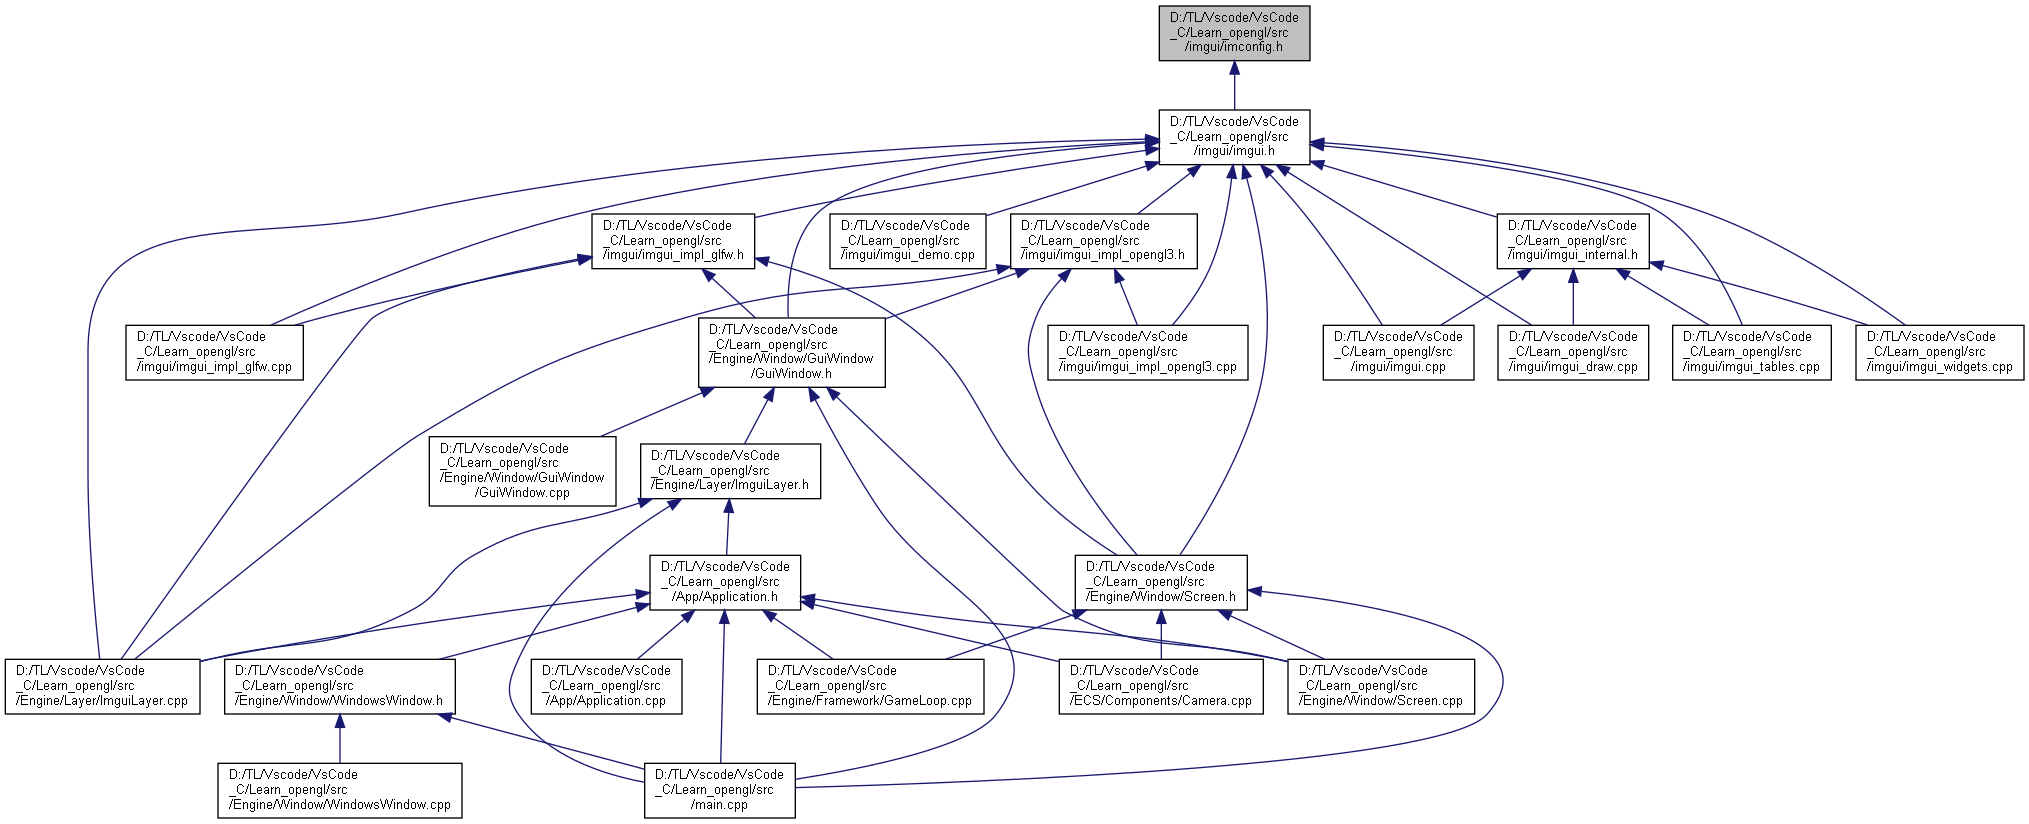 D:/TL/Vscode/VsCode
_C/Learn_opengl/src
/imgui/imconfig.h
D:/TL/Vscode/VsCode
_C/Learn_opengl/src
/imgui/imgui.h
D:/TL/Vscode/VsCode
_C/Learn_opengl/src
/imgui/imgui_impl_glfw.h
D:/TL/Vscode/VsCode
_C/Learn_opengl/src
/imgui/imgui_demo.cpp
D:/TL/Vscode/VsCode
_C/Learn_opengl/src
/imgui/imgui_impl_opengl3.h
D:/TL/Vscode/VsCode
_C/Learn_opengl/src
/imgui/imgui_internal.h
D:/TL/Vscode/VsCode
_C/Learn_opengl/src
/imgui/imgui_impl_glfw.cpp
D:/TL/Vscode/VsCode
_C/Learn_opengl/src
/Engine/Window/GuiWindow
/GuiWindow.h
D:/TL/Vscode/VsCode
_C/Learn_opengl/src
/imgui/imgui_impl_opengl3.cpp
D:/TL/Vscode/VsCode
_C/Learn_opengl/src
/imgui/imgui.cpp
D:/TL/Vscode/VsCode
_C/Learn_opengl/src
/imgui/imgui_draw.cpp
D:/TL/Vscode/VsCode
_C/Learn_opengl/src
/imgui/imgui_tables.cpp
D:/TL/Vscode/VsCode
_C/Learn_opengl/src
/imgui/imgui_widgets.cpp
D:/TL/Vscode/VsCode
_C/Learn_opengl/src
/Engine/Window/GuiWindow
/GuiWindow.cpp
D:/TL/Vscode/VsCode
_C/Learn_opengl/src
/Engine/Layer/ImguiLayer.h
D:/TL/Vscode/VsCode
_C/Learn_opengl/src
/App/Application.h
D:/TL/Vscode/VsCode
_C/Learn_opengl/src
/Engine/Window/Screen.h
D:/TL/Vscode/VsCode
_C/Learn_opengl/src
/Engine/Layer/ImguiLayer.cpp
D:/TL/Vscode/VsCode
_C/Learn_opengl/src
/Engine/Window/WindowsWindow.h
D:/TL/Vscode/VsCode
_C/Learn_opengl/src
/App/Application.cpp
D:/TL/Vscode/VsCode
_C/Learn_opengl/src
/Engine/Framework/GameLoop.cpp
D:/TL/Vscode/VsCode
_C/Learn_opengl/src
/ECS/Components/Camera.cpp
D:/TL/Vscode/VsCode
_C/Learn_opengl/src
/Engine/Window/Screen.cpp
D:/TL/Vscode/VsCode
_C/Learn_opengl/src
/Engine/Window/WindowsWindow.cpp
D:/TL/Vscode/VsCode
_C/Learn_opengl/src
/main.cpp